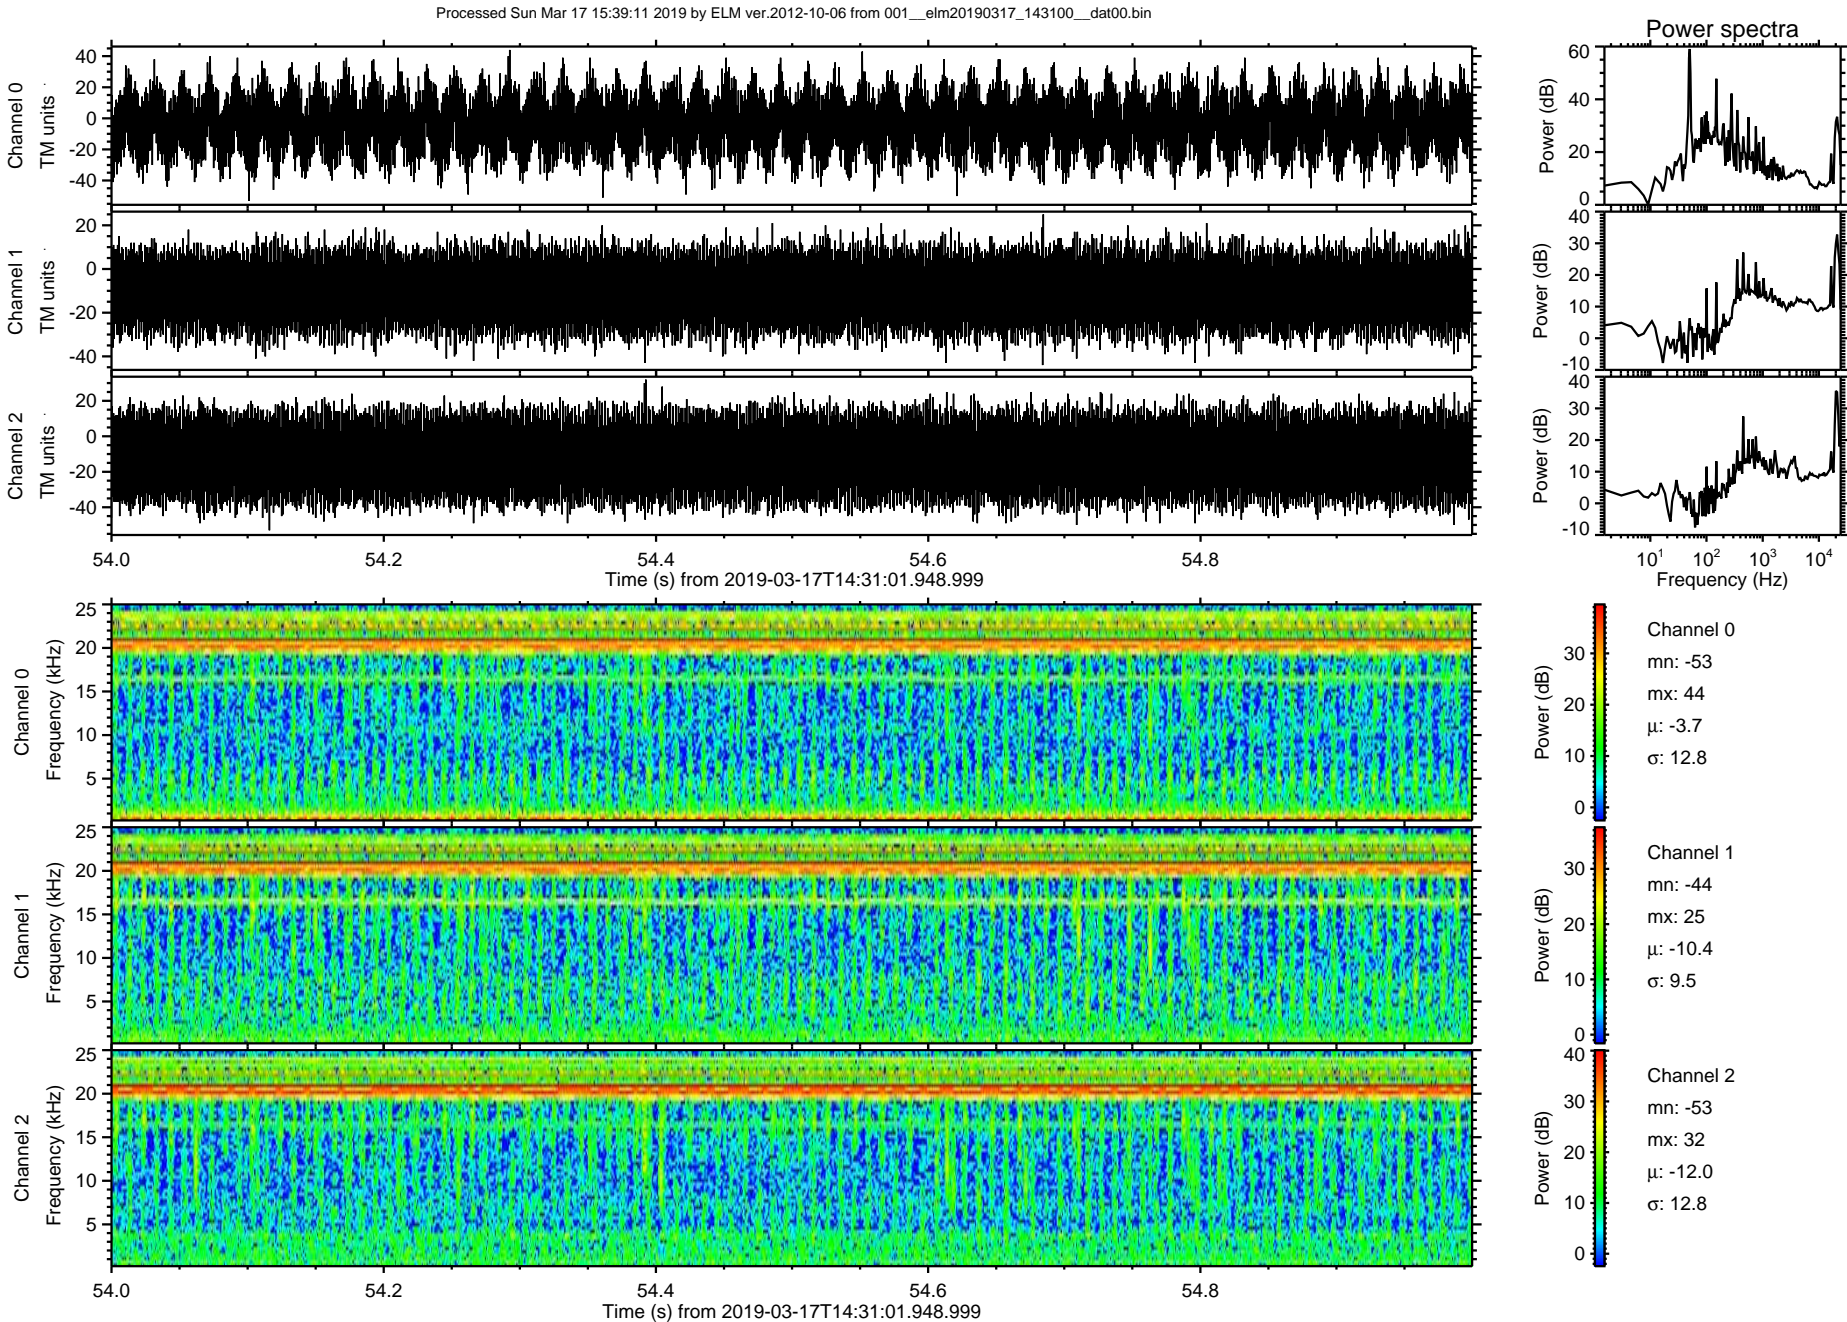 Processed Sun Mar 17 15:39:11 2019 by ELM ver.2012-10-06 from 001__elm20190317_143100__dat00.bin
Power spectra
Channel 0
TM units
40
20
0
-20
-40
Power (dB)
60
40
20
0
Channel 1
TM units
20
0
-20
-40
Power (dB)
40
30
20
10
0
-10
Channel 2
TM units
20
0
-20
-40
Power (dB)
40
30
20
10
0
-10
54.0 54.2 54.4 54.6 54.8
Time (s) from 2019-03-17T14:31:01.948.999
10^1 10^2 10^3 10^4
Frequency (Hz)
Channel 0
Frequency (kHz)
25
20
15
10
5
Power (dB)
30
20
10
0
Channel 0
mn: -53
mx: 44
μ: -3.7
σ: 12.8
Channel 1
Frequency (kHz)
25
20
15
10
5
Power (dB)
30
20
10
0
Channel 1
mn: -44
mx: 25
μ: -10.4
σ: 9.5
Channel 2
Frequency (kHz)
25
20
15
10
5
Power (dB)
40
30
20
10
0
Channel 2
mn: -53
mx: 32
μ: -12.0
σ: 12.8
54.0 54.2 54.4 54.6 54.8
Time (s) from 2019-03-17T14:31:01.948.999